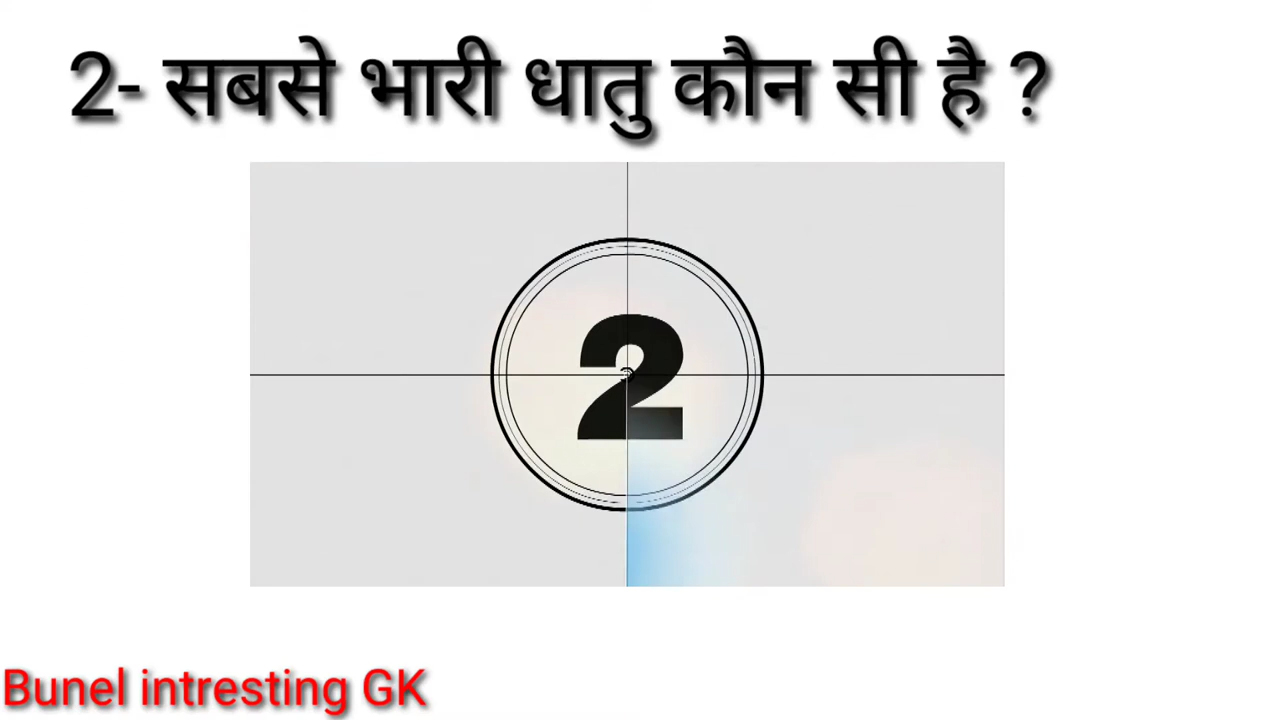 2- सबसे भारी धातु कौन सी है ?
2
Bunel intresting GK